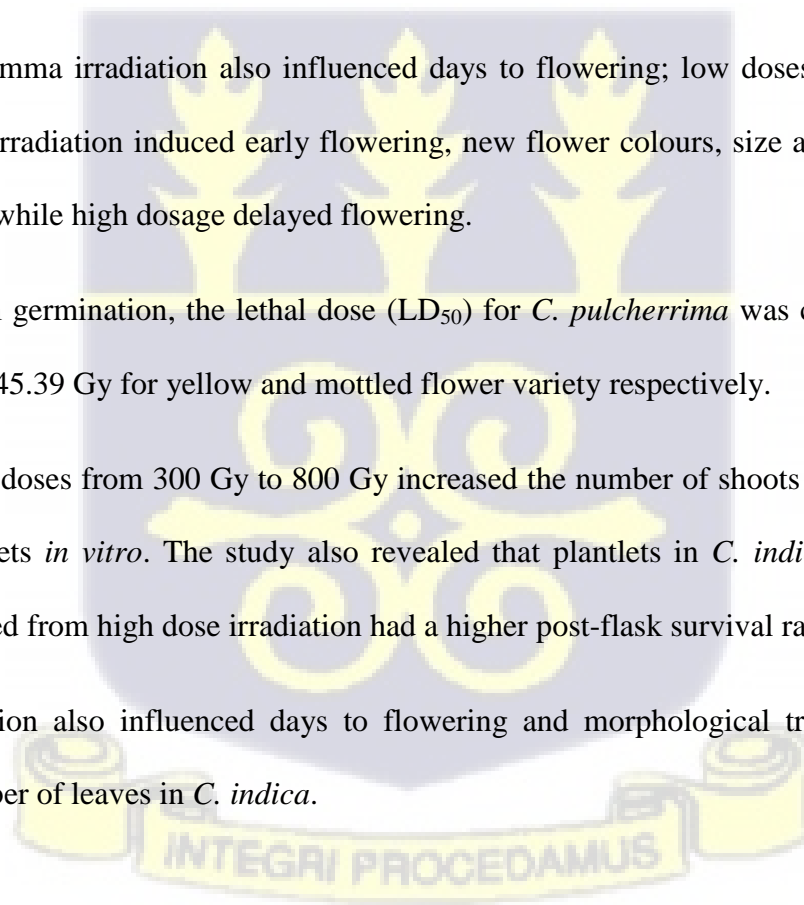 mma irradiation also influenced days to flowering; low doses
rradiation induced early flowering, new flower colours, size a
while high dosage delayed flowering.
germination, the lethal dose (LD50) for C. pulcherrima was
45.39 Gy for yellow and mottled flower variety respectively.
doses from 300 Gy to 800 Gy increased the number of shoots
ets in vitro. The study also revealed that plantlets in C. indi
ed from high dose irradiation had a higher post-flask survival ra
ion also influenced days to flowering and morphological tr
ber of leaves in C. indica.
INTEGRI PROCEDAMUS